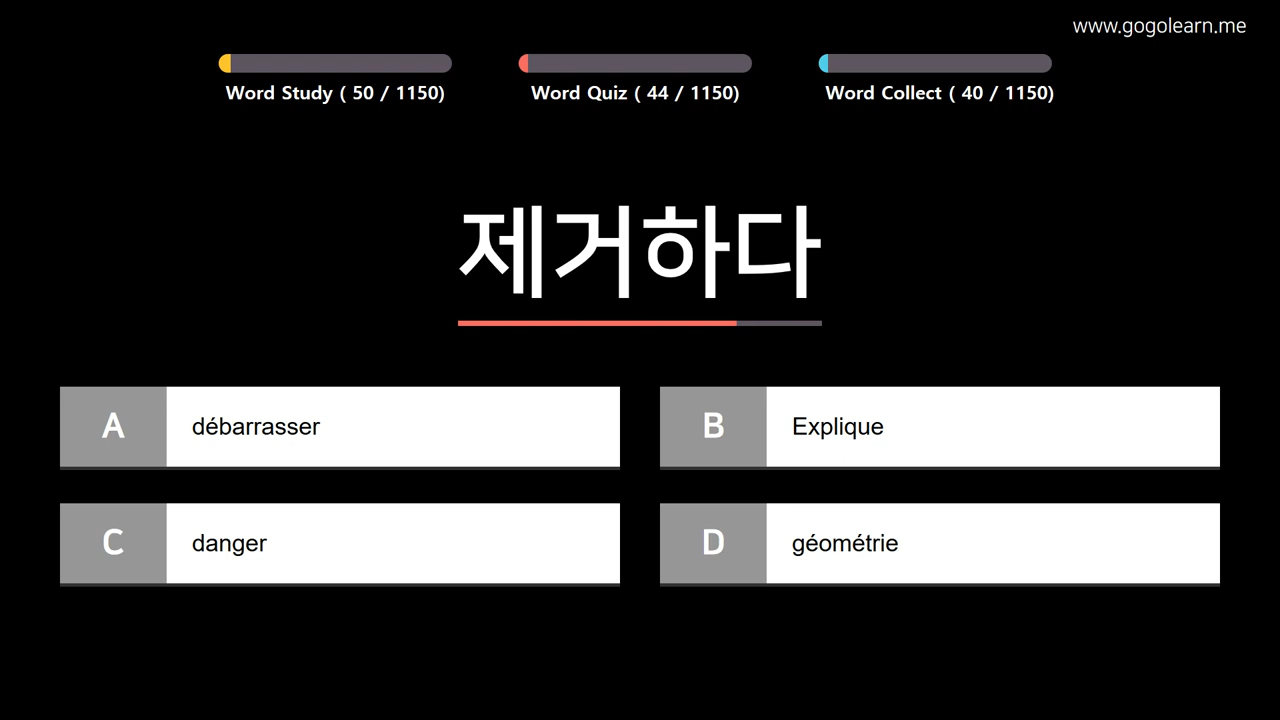 www.gogolearn.me
Word Study ( 50 / 1150)
Word Quiz ( 44 / 1150)
Word Collect ( 40 / 1150)
제거하다
A débarrasser
B Explique
C danger
D géométrie